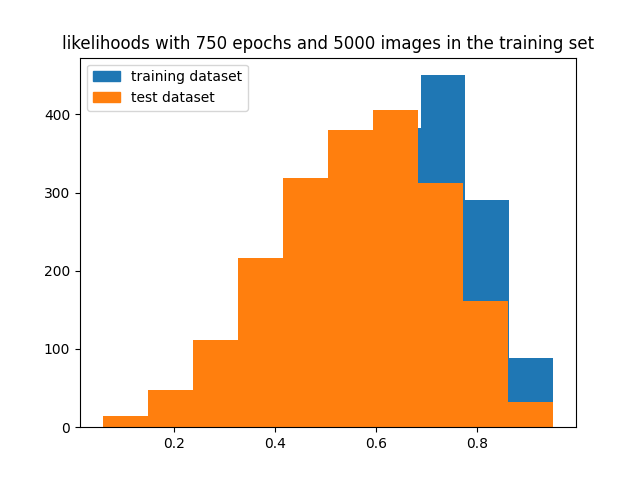 likelihoods with 750 epochs and 5000 images in the training set
training dataset
test dataset
400
300
200
100
0
0.2 0.4 0.6 0.8